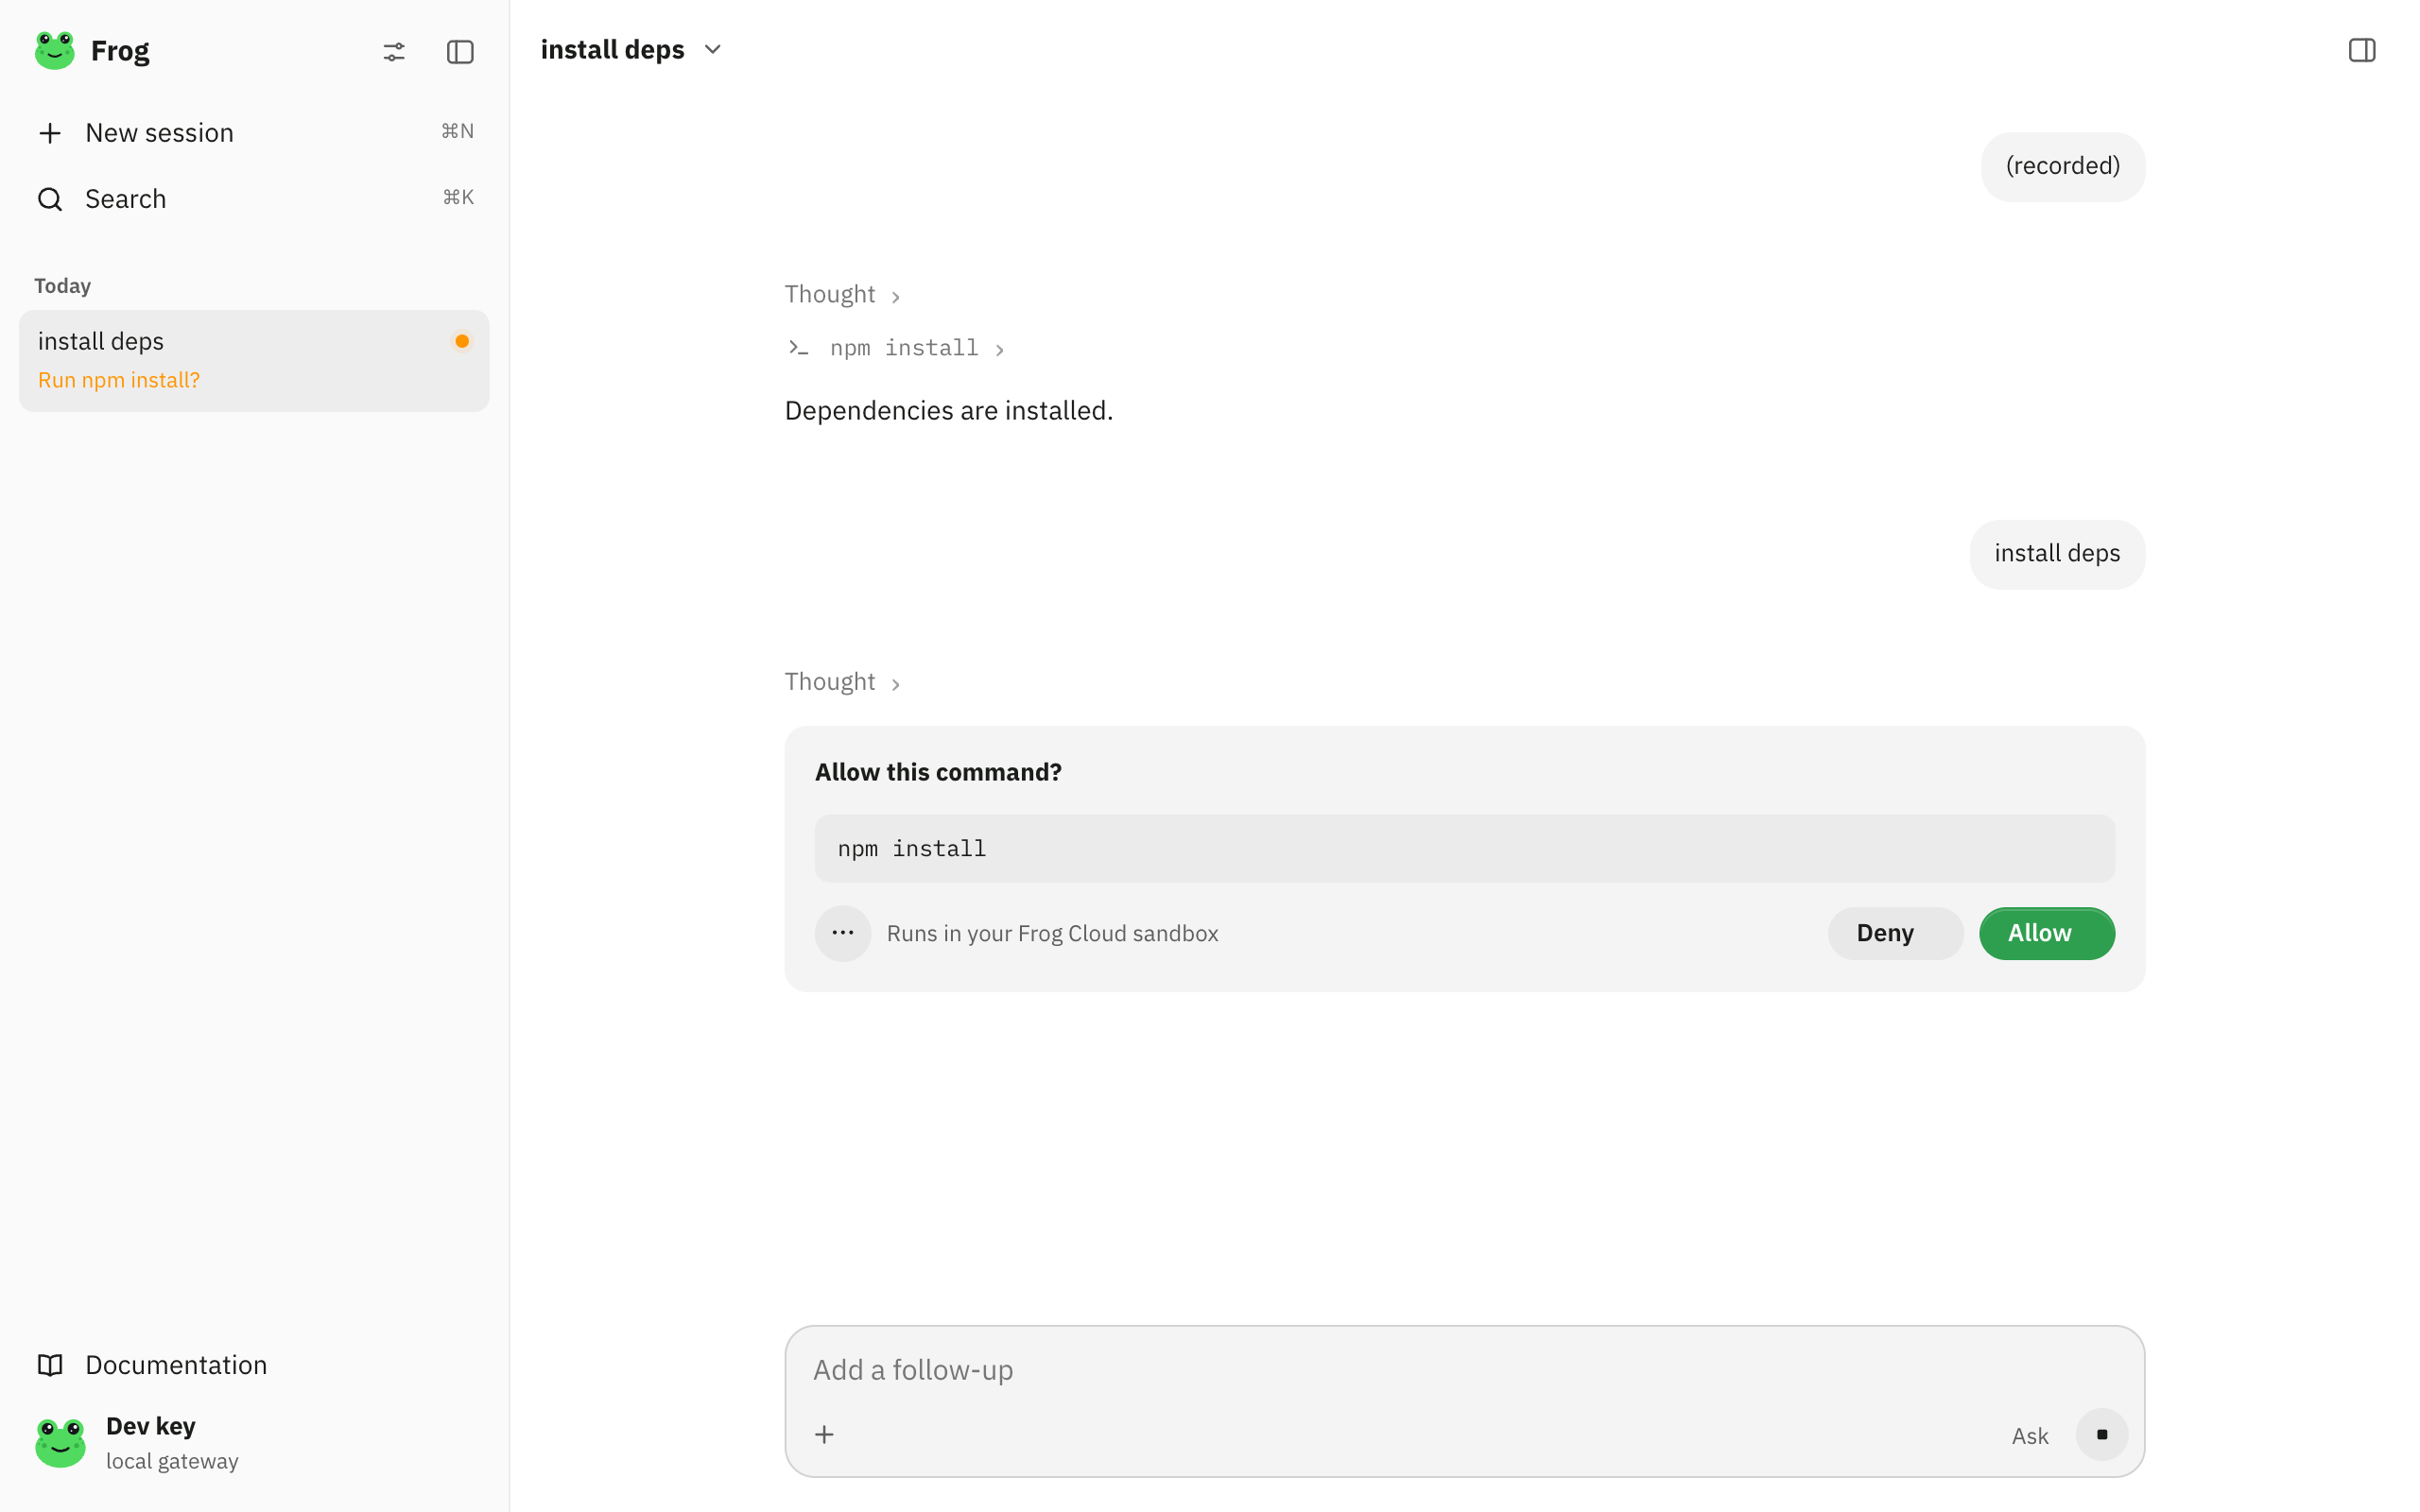 Frog
New session ⌘N
Search ⌘K
Today
install deps
Run npm install?
Documentation
Dev key
local gateway
install deps
(recorded)
Thought
npm install
Dependencies are installed.
install deps
Thought
Allow this command?
npm install
Runs in your Frog Cloud sandbox
Deny
Allow
Add a follow-up
Ask